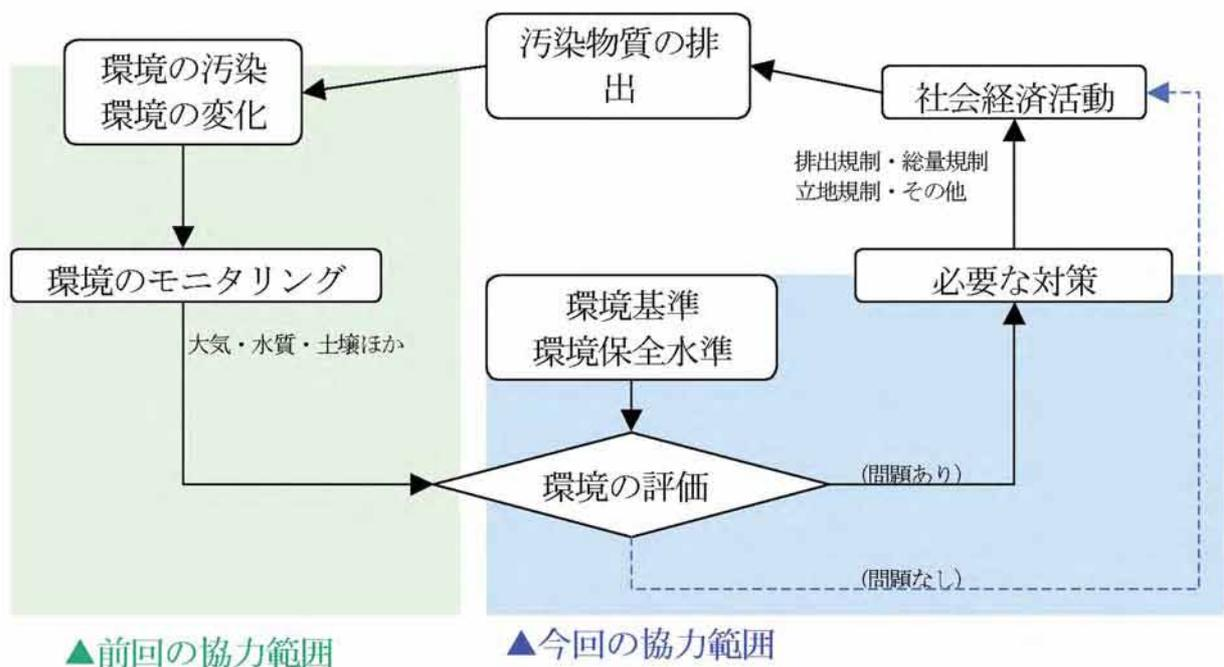 汚染物質の排
出
環境の汚染
環境の変化
社会経済活動
排出規制・総量規制
立地規制・その他
環境のモニタリング
必要な対策
環境基準
環境保全水準
大気・水質・土壌ほか
環境の評価
(問題あり)
(問題なし)
▲前回の協力範囲
▲今回の協力範囲